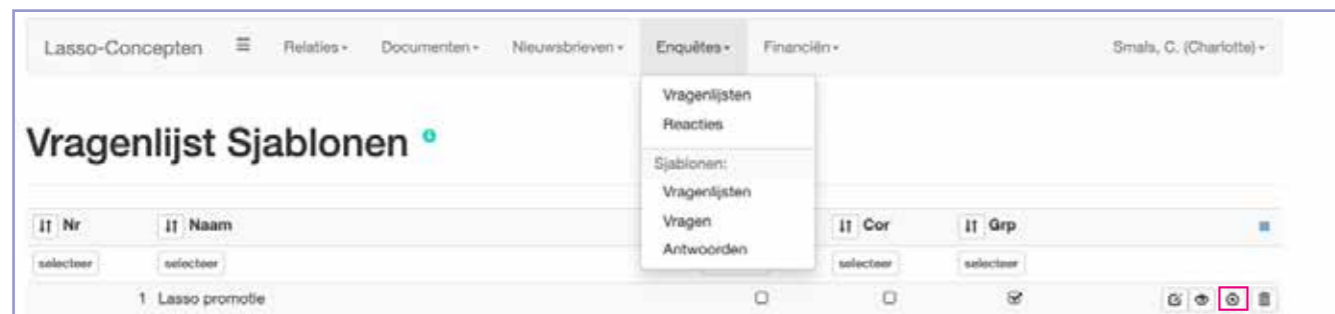 Lasso-Concepten Relaties Documenten Nieuwsbrieven Enquêtes Financiën Smals, C. (Charlotte)
Vragenlijsten
Reacties
Vragenlijst Sjablonen
Sjablonen:
Vragenlijsten
Vragen
Antwoorden
Nr Naam Cor Grp
selecteer selecteer selecteer selecteer
1 Lasso promotie